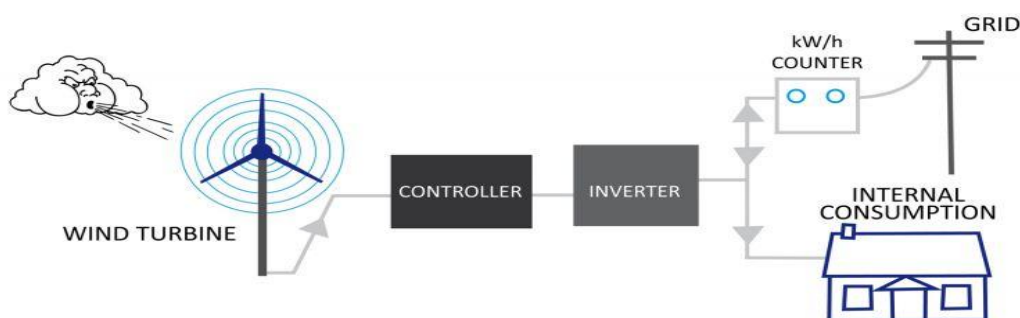 GRID
kW/h
COUNTER
CONTROLLER
INVERTER
INTERNAL
CONSUMPTION
WIND TURBINE